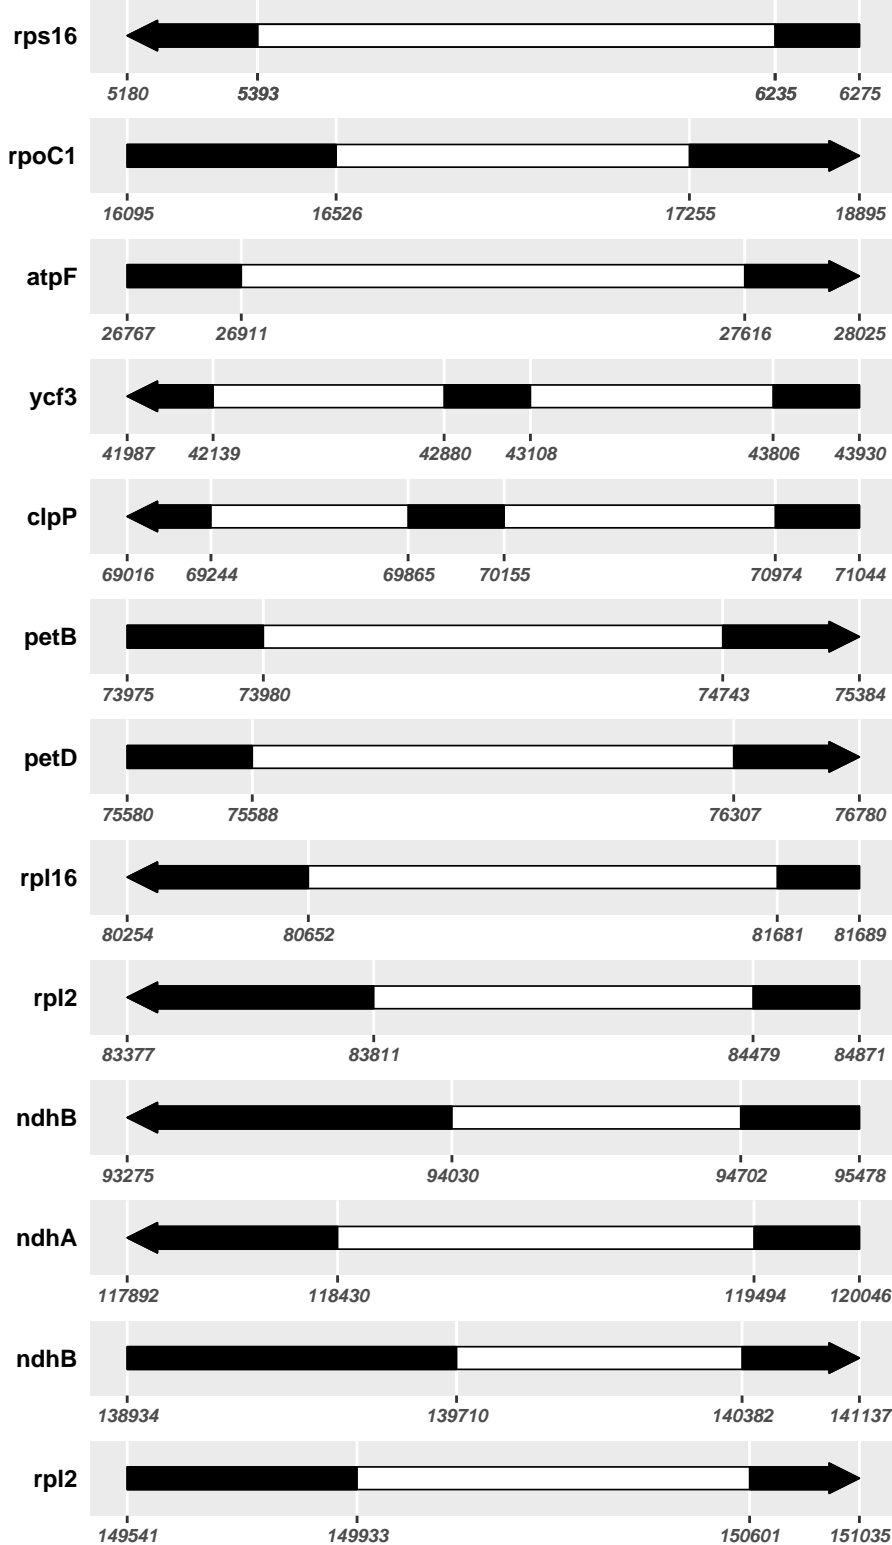 rps16
5180 5393 6235 6275
rpoC1
16095 16526 17255 18895
atpF
26767 26911 27616 28025
ycf3
41987 42139 42880 43108 43806 43930
clpP
69016 69244 69865 70155 70974 71044
petB
73975 73980 74743 75384
petD
75580 75588 76307 76780
rpl16
80254 80652 81681 81689
rpl2
83377 83811 84479 84871
ndhB
93275 94030 94702 95478
ndhA
117892 118430 119494 120046
ndhB
138934 139710 140382 141137
rpl2
149541 149933 150601 151035